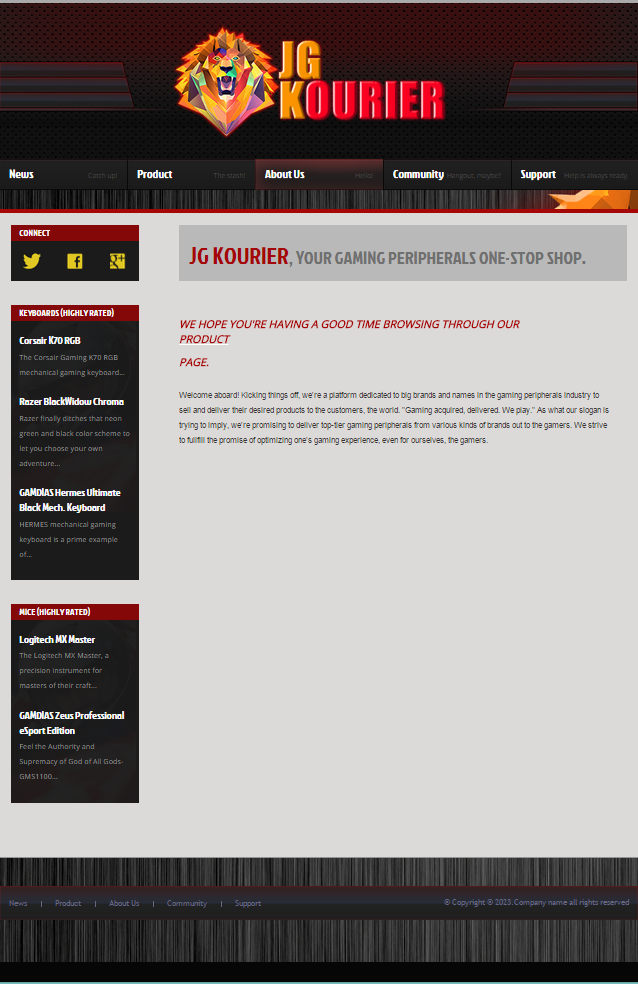 JG
KOURIER
News Catch up! Product The stash! About Us Hello! Community Hangout, maybe? Support Help is always ready.
CONNECT
JG KOURIER, YOUR GAMING PERIPHERALS ONE-STOP SHOP.
KEYBOARDS (HIGHLY RATED)
Corsair K70 RGB
The Corsair Gaming K70 RGB
mechanical gaming keyboard...
Razer BlackWidow Chroma
Razer finally ditches that neon
green and black color scheme to
let you choose your own
adventure...
GAMDIAS Hermes Ultimate
Black Mech. Keyboard
HERMES mechanical gaming
keyboard is a prime example
of...
MICE (HIGHLY RATED)
Logitech MX Master
The Logitech MX Master, a
precision instrument for
masters of their craft...
GAMDIAS Zeus Professional
eSport Edition
Feel the Authority and
Supremacy of God of All Gods-
GMS1100...
WE HOPE YOU'RE HAVING A GOOD TIME BROWSING THROUGH OUR
PRODUCT
PAGE.
Welcome aboard! Kicking things off, we're a platform dedicated to big brands and names in the gaming peripherals industry to
sell and deliver their desired products to the customers, the world. "Gaming acquired, delivered. We play." As what our slogan is
trying to imply, we're promising to deliver top-tier gaming peripherals from various kinds of brands out to the gamers. We strive
to fullfill the promise of optimizing one's gaming experience, even for ourselves, the gamers.
News | Product | About Us | Community | Support © Copyright © 2023.Company name all rights reserved